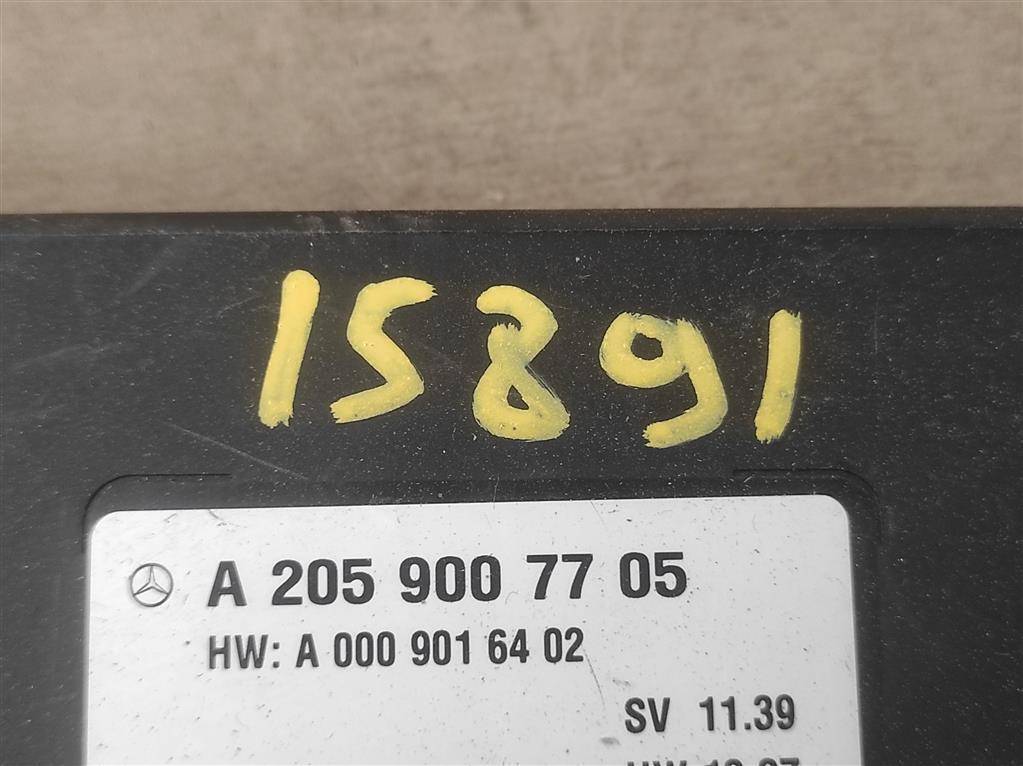 15891
A 205 900 77 05
HW: A 000 901 64 02
SV 11.39